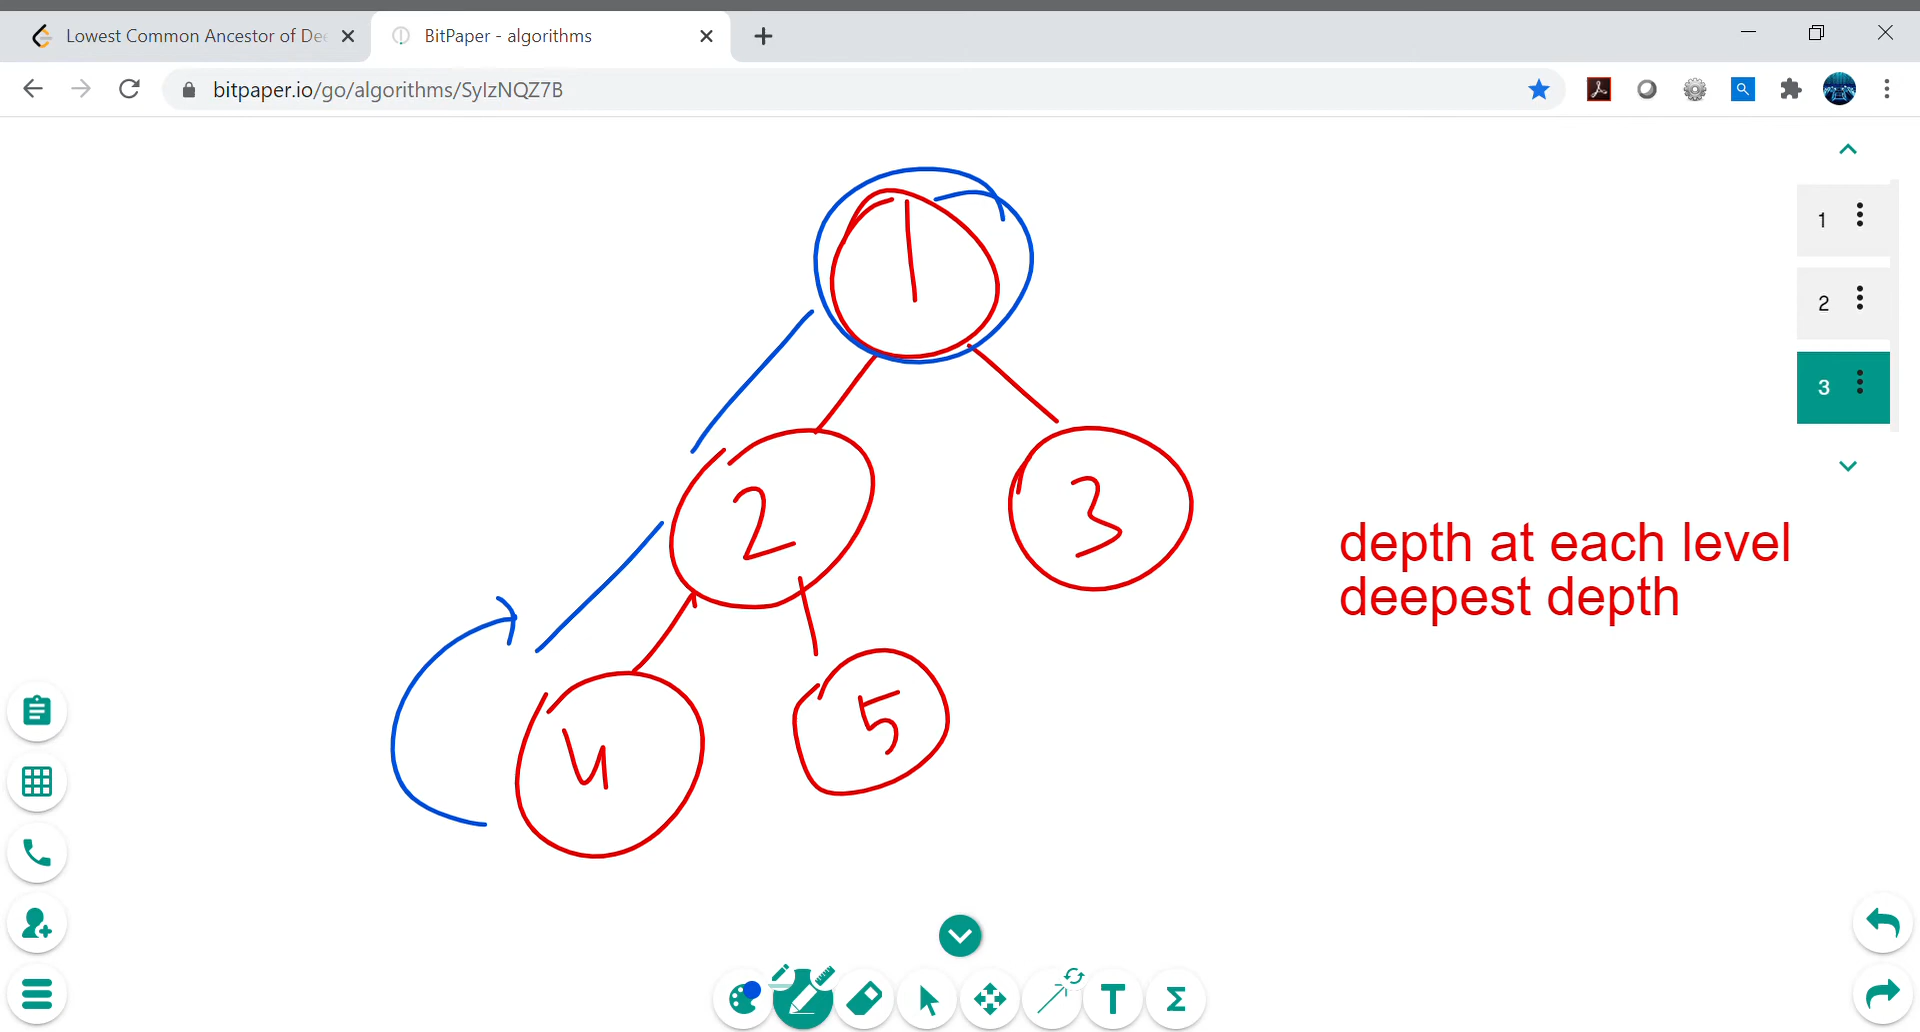 Lowest Common Ancestor of De
BitPaper - algorithms
bitpaper.io/go/algorithms/SyIzNQZ7B
1
2
3
1
2
3
4
5
depth at each level
deepest depth
T
Σ